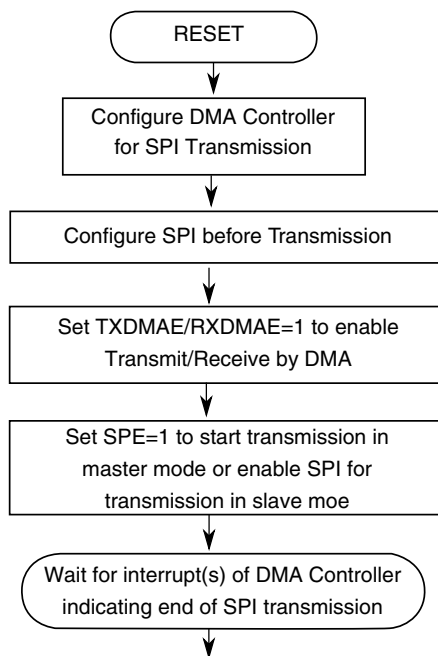 RESET
Configure DMA Controller
for SPI Transmission
Configure SPI before Transmission
Set TXDMAE/RXDMAE=1 to enable
Transmit/Receive by DMA
Set SPE=1 to start transmission in
master mode or enable SPI for
transmission in slave moe
Wait for interrupt(s) of DMA Controller
indicating end of SPI transmission